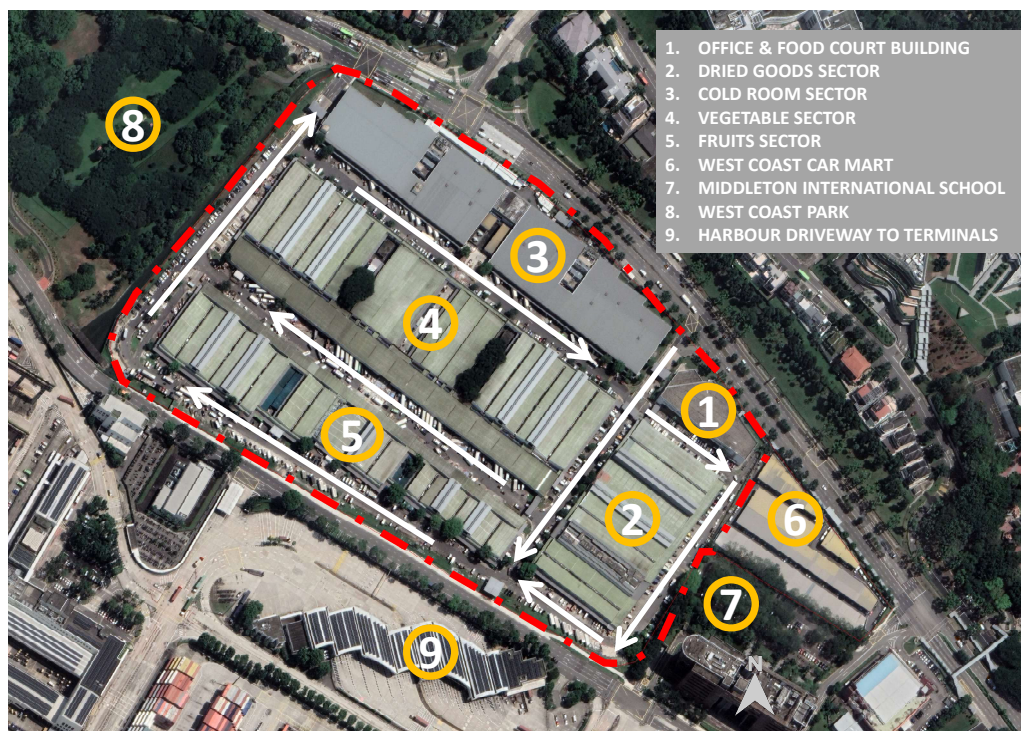 1. OFFICE & FOOD COURT BUILDING
2. DRIED GOODS SECTOR
3. COLD ROOM SECTOR
4. VEGETABLE SECTOR
5. FRUITS SECTOR
6. WEST COAST CAR MART
7. MIDDLETON INTERNATIONAL SCHOOL
8. WEST COAST PARK
9. HARBOUR DRIVEWAY TO TERMINALS
8
3
4
1
5
2
6
7
9
N